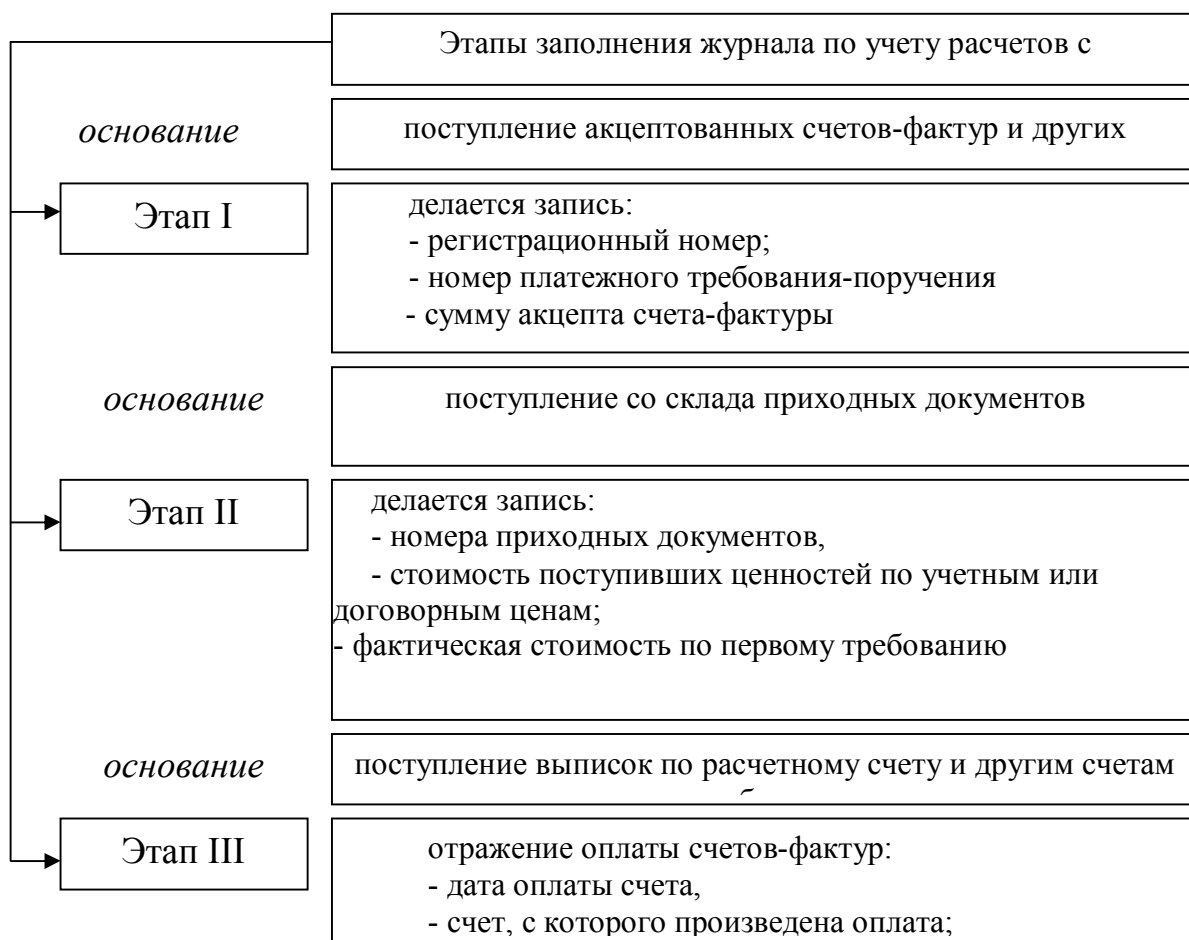 Этапы заполнения журнала по учету расчетов с
основание
поступление акцептованных счетов-фактур и других
Этап I
делается запись:
- регистрационный номер;
- номер платежного требования-поручения
- сумму акцепта счета-фактуры
основание
поступление со склада приходных документов
Этап II
делается запись:
- номера приходных документов,
- стоимость поступивших ценностей по учетным или
договорным ценам;
- фактическая стоимость по первому требованию
основание
поступление выписок по расчетному счету и другим счетам
Этап III
отражение оплаты счетов-фактур:
- дата оплаты счета,
- счет, с которого произведена оплата;